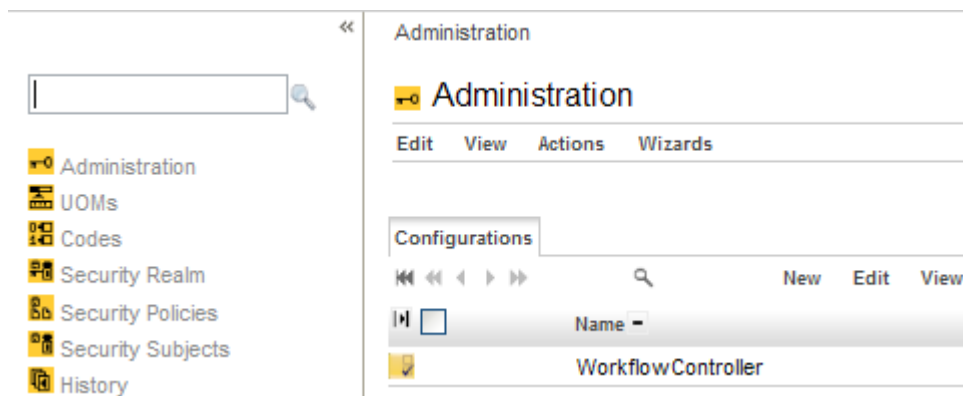 Administration
UOMs
Codes
Security Realm
Security Policies
Security Subjects
History
Administration
Administration
Edit View Actions Wizards
Configurations
New Edit View
Name
WorkflowController